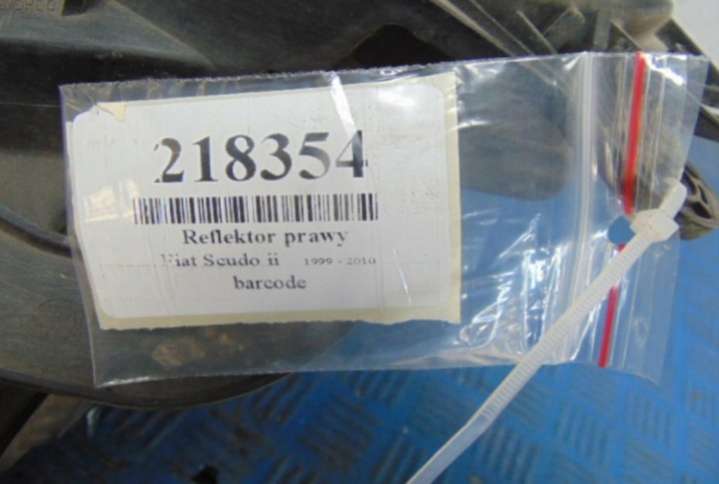 218354
Reflektor prawy
Fiat Scudo ii 1999 - 2010
barcode